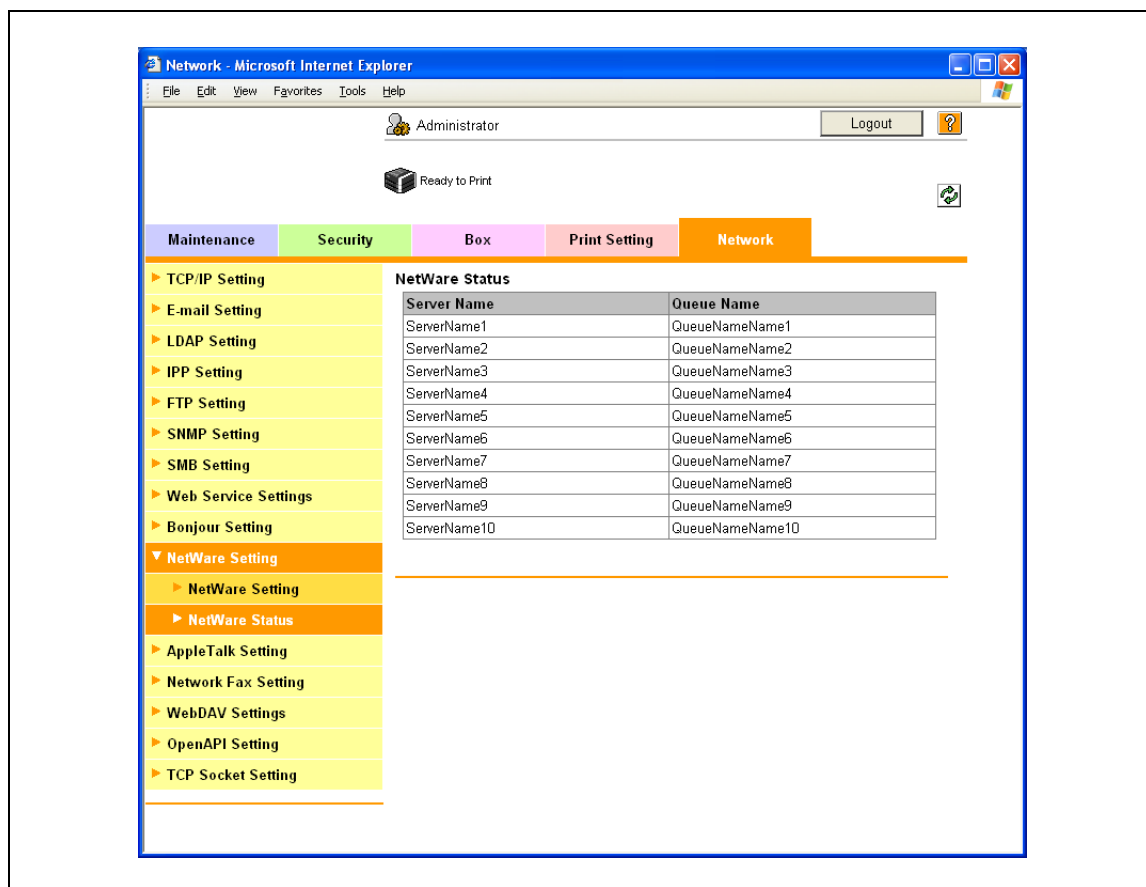 Network - Microsoft Internet Explorer
File Edit View Favorites Tools Help
Administrator
Logout
?
Ready to Print
Maintenance Security Box Print Setting Network
TCP/IP Setting
E-mail Setting
LDAP Setting
IPP Setting
FTP Setting
SNMP Setting
SMB Setting
Web Service Settings
Bonjour Setting
NetWare Setting
NetWare Setting
NetWare Status
AppleTalk Setting
Network Fax Setting
WebDAV Settings
OpenAPI Setting
TCP Socket Setting
NetWare Status
Server Name Queue Name
ServerName1 QueueNameName1
ServerName2 QueueNameName2
ServerName3 QueueNameName3
ServerName4 QueueNameName4
ServerName5 QueueNameName5
ServerName6 QueueNameName6
ServerName7 QueueNameName7
ServerName8 QueueNameName8
ServerName9 QueueNameName9
ServerName10 QueueNameName10